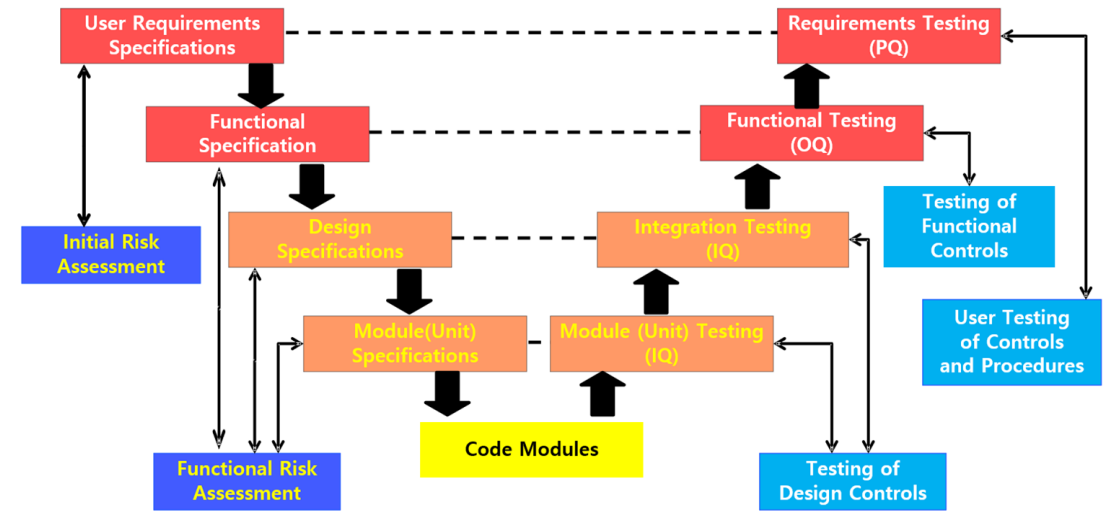 User Requirements
Specifications
Requirements Testing
(PQ)
Functional
Specification
Functional Testing
(OQ)
Testing of
Functional
Controls
Design
Specifications
Integration Testing
(IQ)
Initial Risk
Assessment
Module(Unit)
Specifications
Module (Unit) Testing
(IQ)
User Testing
of Controls
and Procedures
Code Modules
Functional Risk
Assessment
Testing of
Design Controls